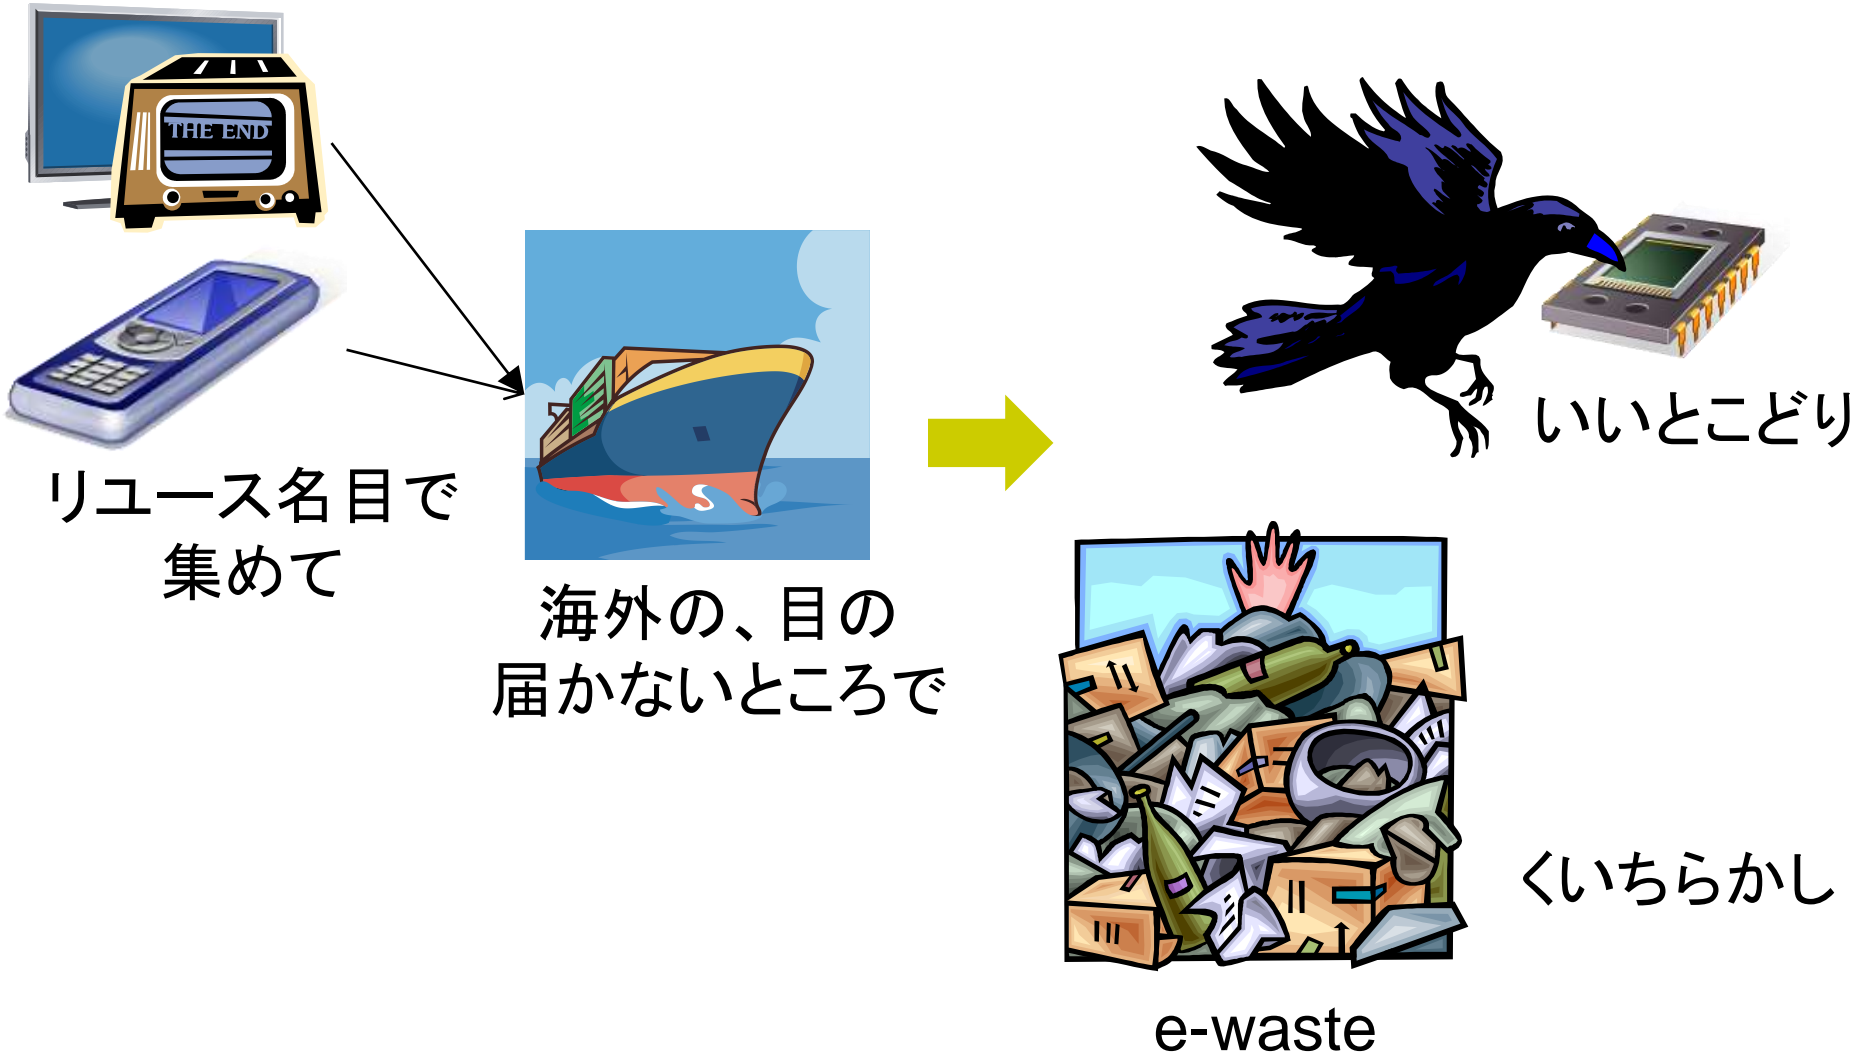 THE END
リユース名目で
集めて
海外の、目の
届かないところで
いいとこどり
くいちらかし
e-waste